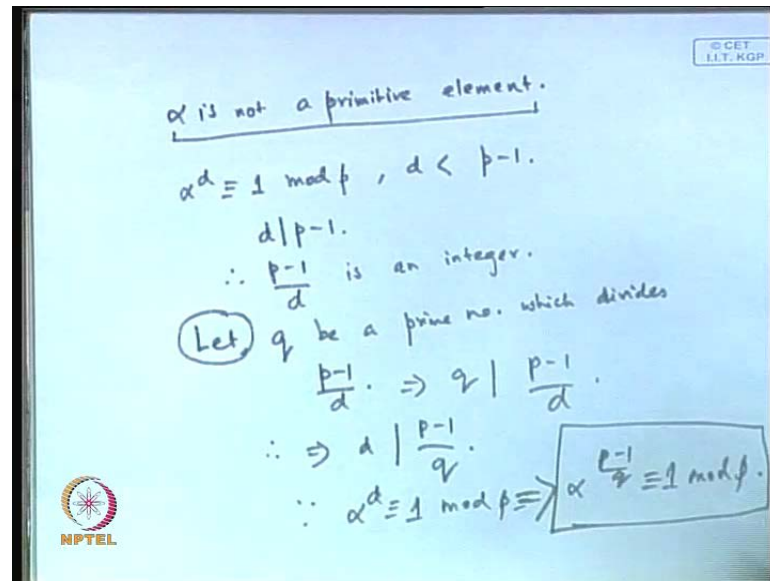 © CET
I.I.T. KGP
α is not a primitive element.
α^d ≡ 1 mod p , d < p-1.
d | p-1.
∴ (p-1)/d is an integer.
Let q be a prime no. which divides
(p-1)/d . ⇒ q | (p-1)/d .
∴ ⇒ d | (p-1)/q .
∵ α^d ≡ 1 mod p ⇒ α^((p-1)/q) ≡ 1 mod p.
NPTEL